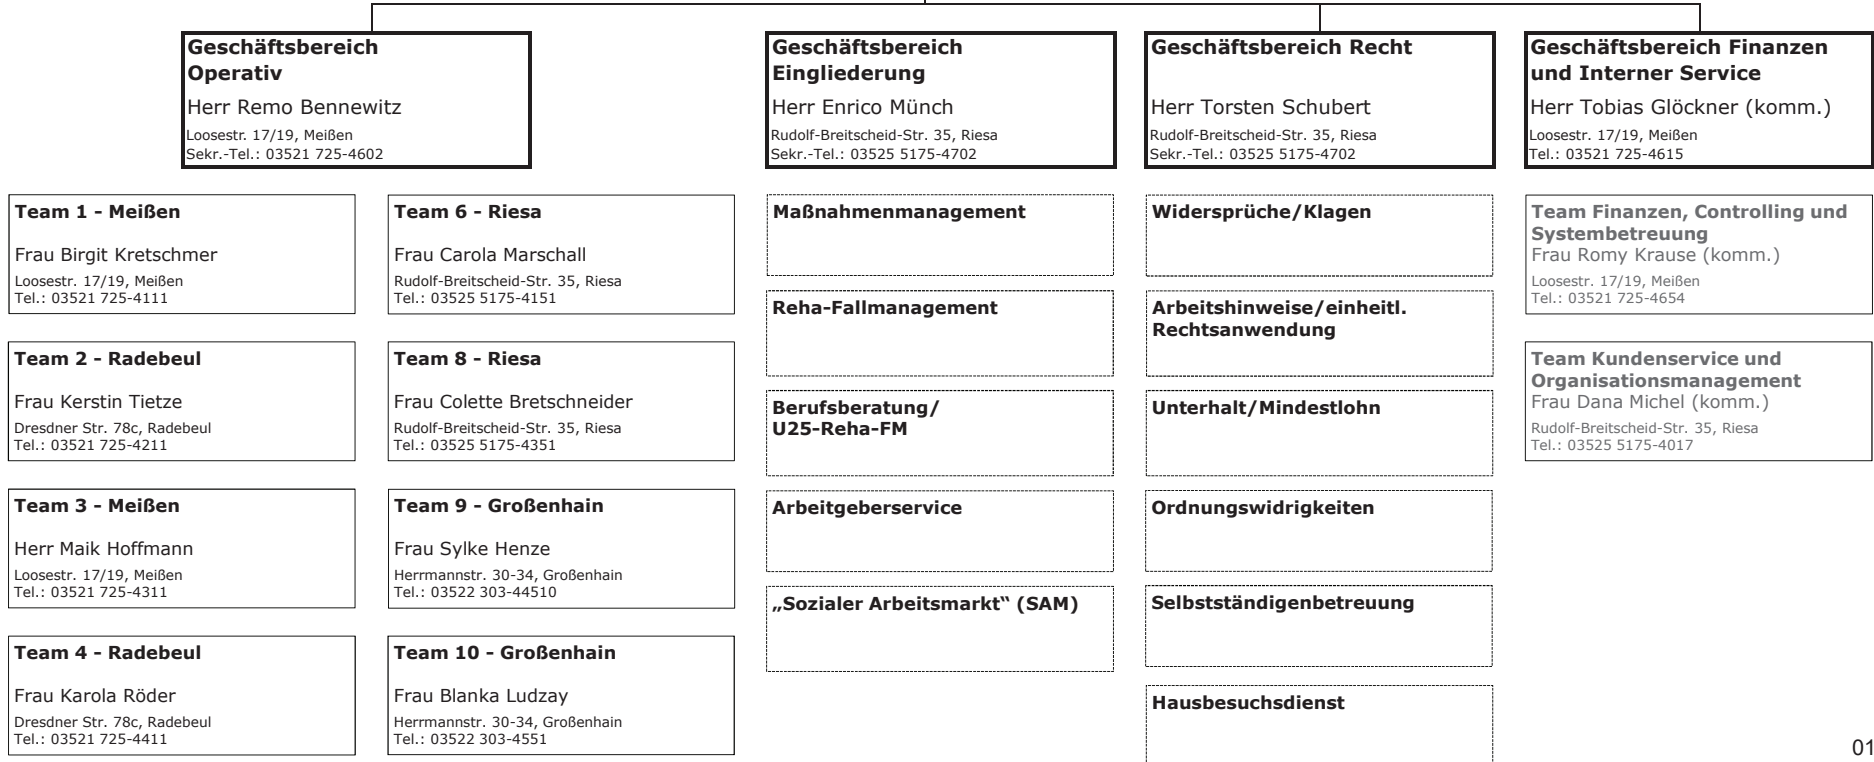 Geschäftsbereich
Operativ
Herr Remo Bennewitz
Loosestr. 17/19, Meißen
Sekr.-Tel.: 03521 725-4602
Geschäftsbereich
Eingliederung
Herr Enrico Münch
Rudolf-Breitscheid-Str. 35, Riesa
Sekr.-Tel.: 03525 5175-4702
Geschäftsbereich Recht
Herr Torsten Schubert
Rudolf-Breitscheid-Str. 35, Riesa
Sekr.-Tel.: 03525 5175-4702
Geschäftsbereich Finanzen
und Interner Service
Herr Tobias Glöckner (komm.)
Loosestr. 17/19, Meißen
Tel.: 03521 725-4615
Team 1 - Meißen
Frau Birgit Kretschmer
Loosestr. 17/19, Meißen
Tel.: 03521 725-4111
Team 2 - Radebeul
Frau Kerstin Tietze
Dresdner Str. 78c, Radebeul
Tel.: 03521 725-4211
Team 3 - Meißen
Herr Maik Hoffmann
Loosestr. 17/19, Meißen
Tel.: 03521 725-4311
Team 4 - Radebeul
Frau Karola Röder
Dresdner Str. 78c, Radebeul
Tel.: 03521 725-4411
Team 6 - Riesa
Frau Carola Marschall
Rudolf-Breitscheid-Str. 35, Riesa
Tel.: 03525 5175-4151
Team 8 - Riesa
Frau Colette Bretschneider
Rudolf-Breitscheid-Str. 35, Riesa
Tel.: 03525 5175-4351
Team 9 - Großenhain
Frau Sylke Henze
Herrmannstr. 30-34, Großenhain
Tel.: 03522 303-44510
Team 10 - Großenhain
Frau Blanka Ludzay
Herrmannstr. 30-34, Großenhain
Tel.: 03522 303-4551
Maßnahmenmanagement
Reha-Fallmanagement
Berufsberatung/
U25-Reha-FM
Arbeitgeberservice
„Sozialer Arbeitsmarkt“ (SAM)
Widersprüche/Klagen
Arbeitshinweise/einheitl.
Rechtsanwendung
Unterhalt/Mindestlohn
Ordnungswidrigkeiten
Selbstständigenbetreuung
Hausbesuchsdienst
Team Finanzen, Controlling und
Systembetreuung
Frau Romy Krause (komm.)
Loosestr. 17/19, Meißen
Tel.: 03521 725-4654
Team Kundenservice und
Organisationsmanagement
Frau Dana Michel (komm.)
Rudolf-Breitscheid-Str. 35, Riesa
Tel.: 03525 5175-4017
01